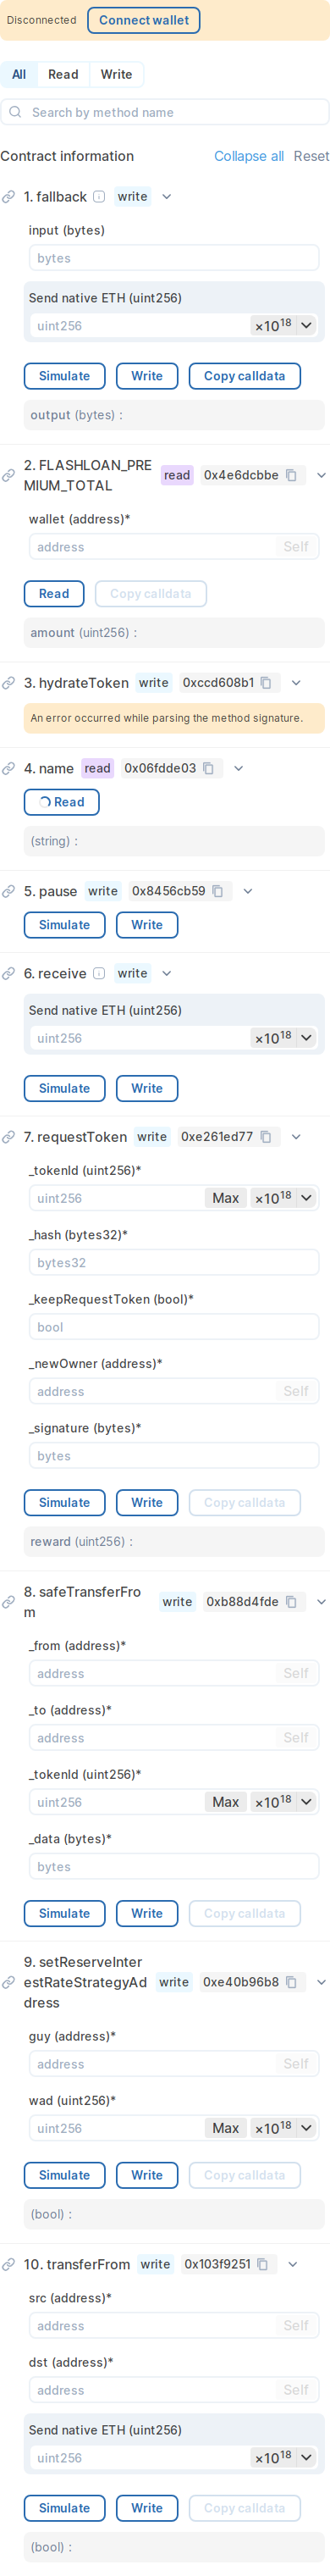 Disconnected Connect wallet
All Read Write
Search by method name
Contract information Collapse all Reset
1. fallback write
input (bytes)
bytes
Send native ETH (uint256)
uint256 ×10^18
Simulate Write Copy calldata
output (bytes) :
2. FLASHLOAN_PRE
MIUM_TOTAL read 0x4e6dcbbe
wallet (address)*
address Self
Read Copy calldata
amount (uint256) :
3. hydrateToken write 0xccd608b1
An error occurred while parsing the method signature.
4. name read 0x06fdde03
Read
(string) :
5. pause write 0x8456cb59
Simulate Write
6. receive write
Send native ETH (uint256)
uint256 ×10^18
Simulate Write
7. requestToken write 0xe261ed77
_tokenId (uint256)*
uint256 Max ×10^18
_hash (bytes32)*
bytes32
_keepRequestToken (bool)*
bool
_newOwner (address)*
address Self
_signature (bytes)*
bytes
Simulate Write Copy calldata
reward (uint256) :
8. safeTransferFro
m write 0xb88d4fde
_from (address)*
address Self
_to (address)*
address Self
_tokenId (uint256)*
uint256 Max ×10^18
_data (bytes)*
bytes
Simulate Write Copy calldata
9. setReserveInter
estRateStrategyAd write 0xe40b96b8
dress
guy (address)*
address Self
wad (uint256)*
uint256 Max ×10^18
Simulate Write Copy calldata
(bool) :
10. transferFrom write 0x103f9251
src (address)*
address Self
dst (address)*
address Self
Send native ETH (uint256)
uint256 ×10^18
Simulate Write Copy calldata
(bool) :